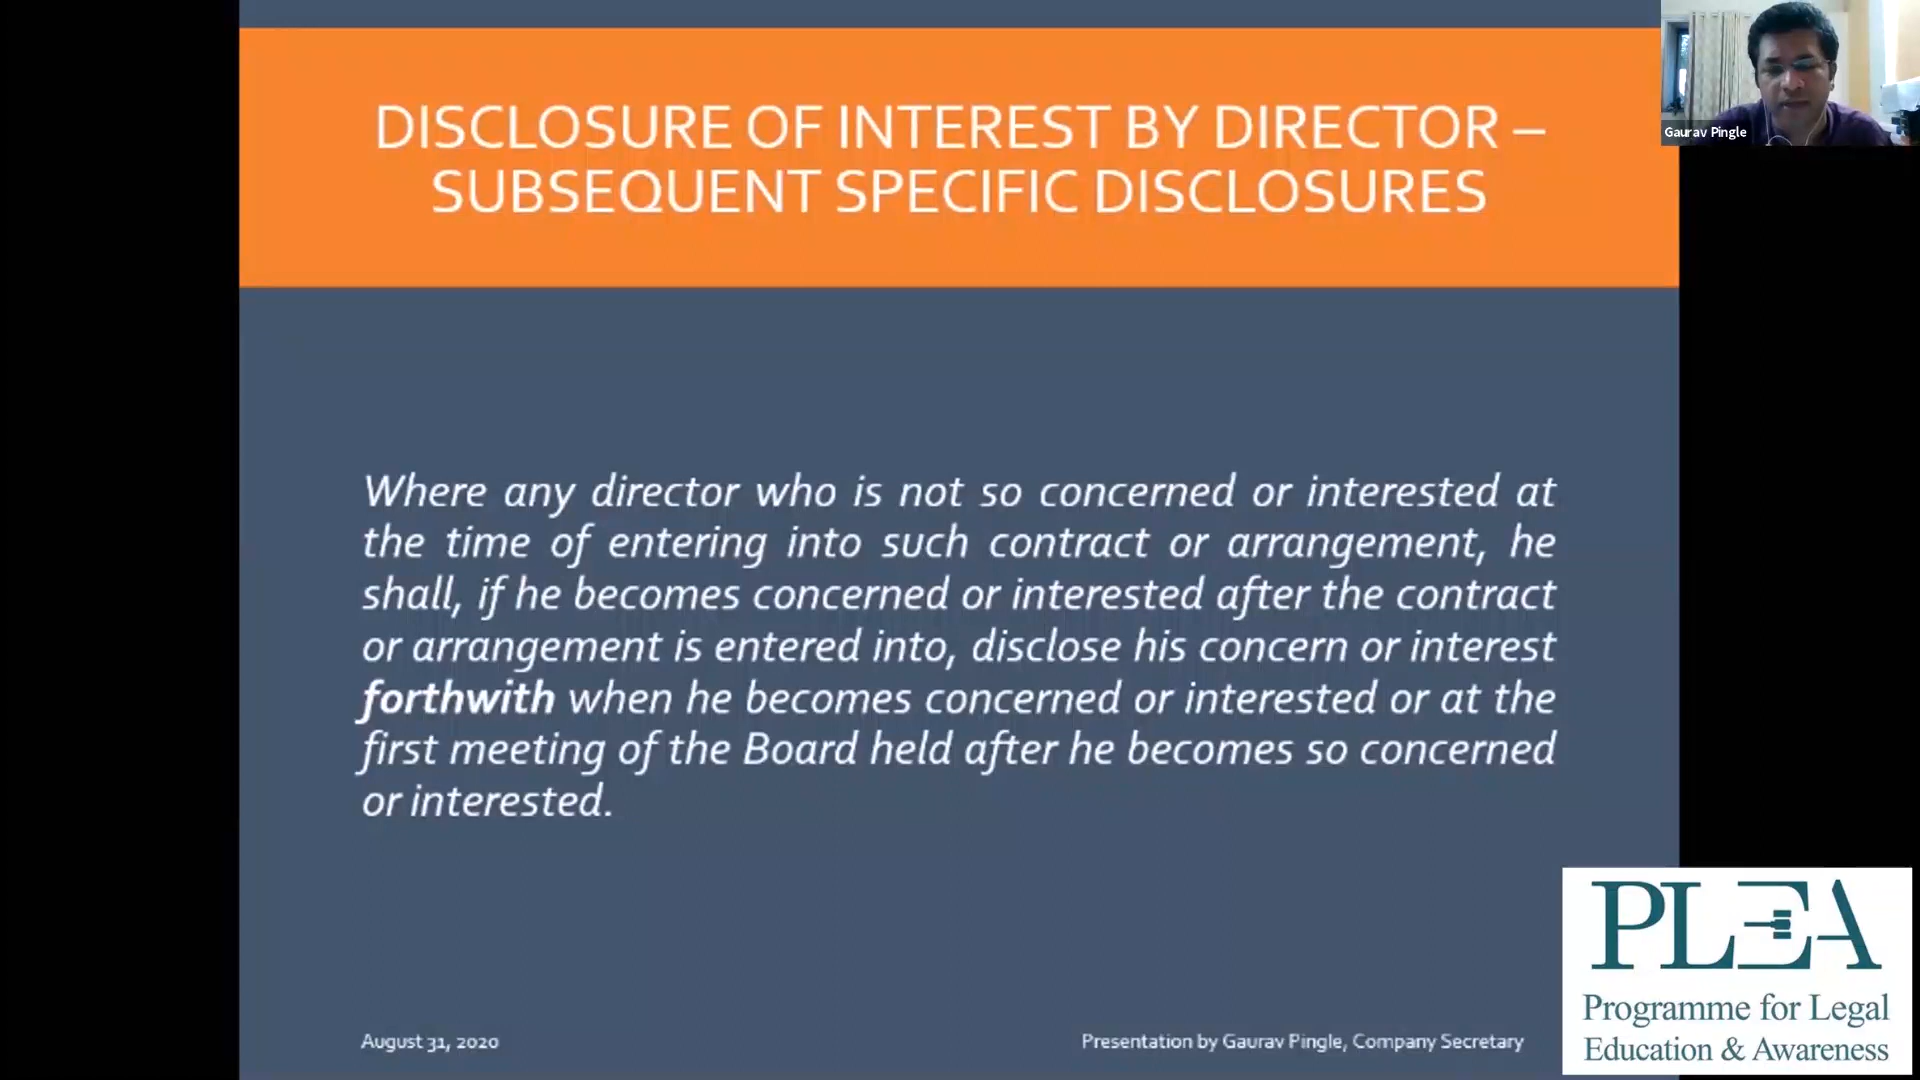 DISCLOSURE OF INTEREST BY DIRECTOR –
SUBSEQUENT SPECIFIC DISCLOSURES
Gaurav Pingle
Where any director who is not so concerned or interested at
the time of entering into such contract or arrangement, he
shall, if he becomes concerned or interested after the contract
or arrangement is entered into, disclose his concern or interest
forthwith when he becomes concerned or interested or at the
first meeting of the Board held after he becomes so concerned
or interested.
August 31, 2020
Presentation by Gaurav Pingle, Company Secretary
PLEA
Programme for Legal
Education & Awareness